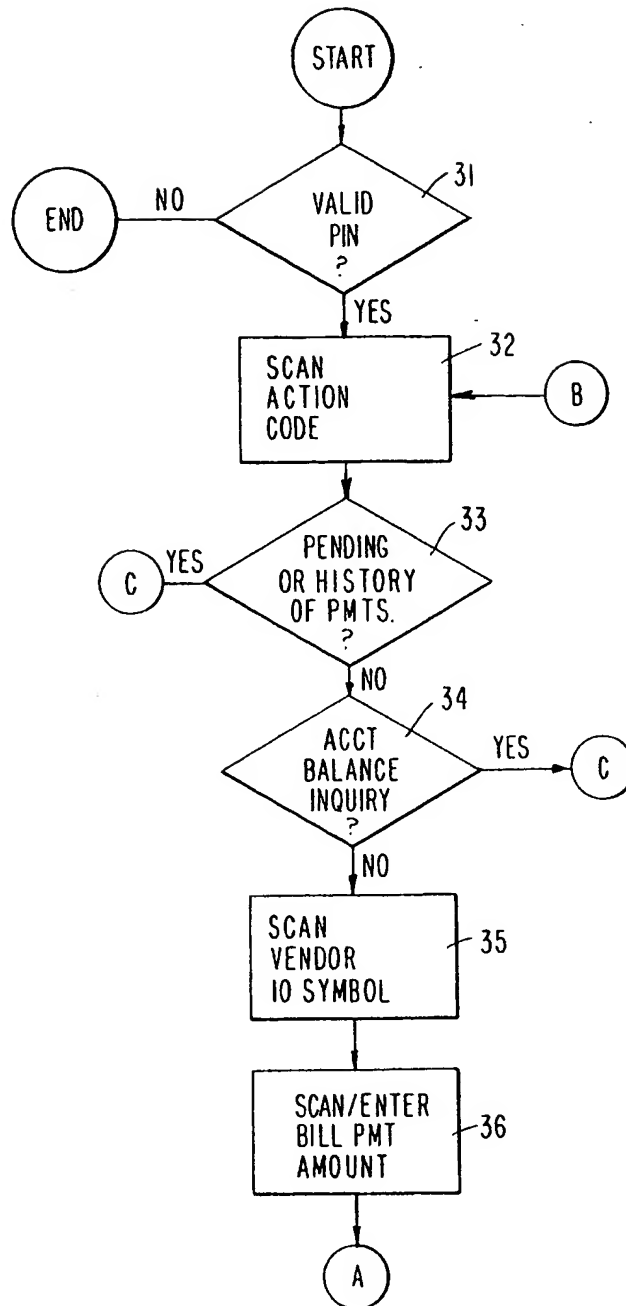 START
31
NO
END
VALID
PIN
?
YES
32
SCAN
ACTION
CODE
B
33
YES
C
PENDING
OR HISTORY
OF PMTS.
?
NO
34
ACCT
BALANCE
INQUIRY
?
YES
C
NO
SCAN
VENDOR
IO SYMBOL
35
SCAN/ENTER
BILL PMT
AMOUNT
36
A